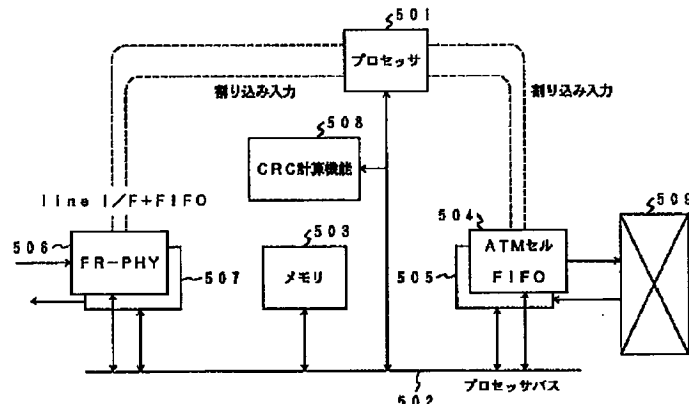 501
プロセッサ
割り込み入力
割り込み入力
508
CRC計算機能
line I/F+FIFO
506
FR-PHY
507
503
メモリ
504
ATMセル
FIFO
505
509
プロセッサバス
502